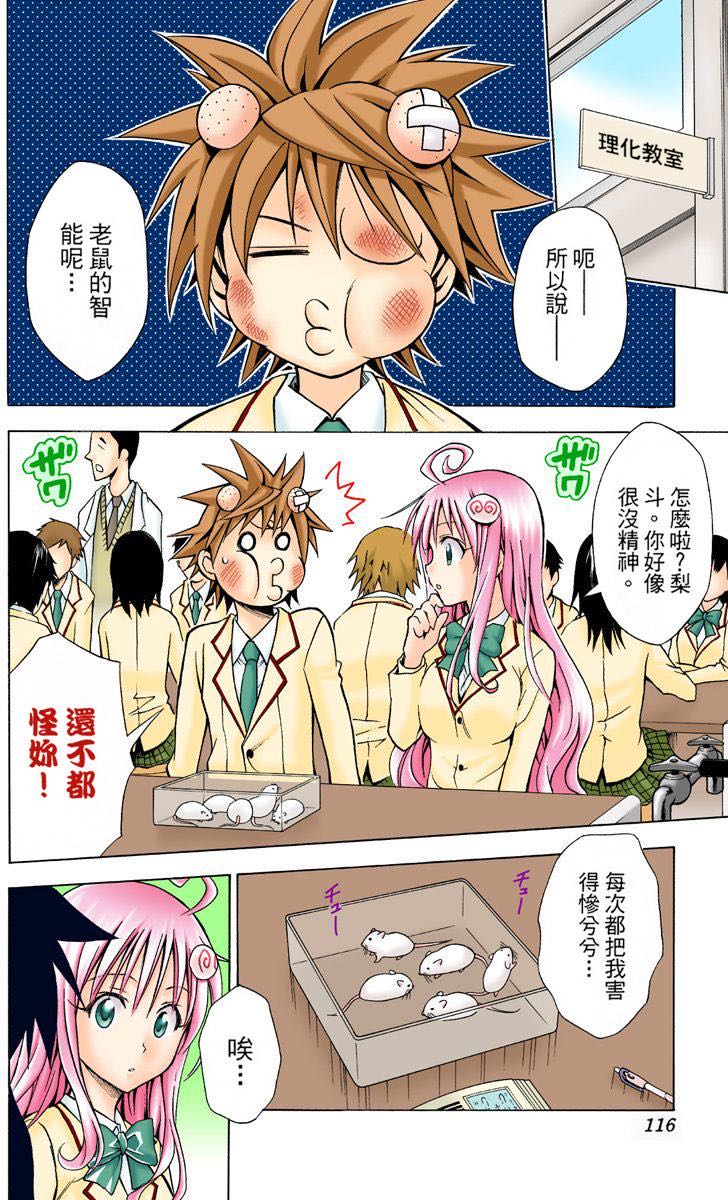 理化教室
呃——
所以說——
老鼠的智
能呢…
怎麼啦？梨
斗。你好像
很沒精神。
ザワ
ザワ
還不都
怪妳！
每次都把我害
得慘兮兮…
チュー
チュー
唉…
116